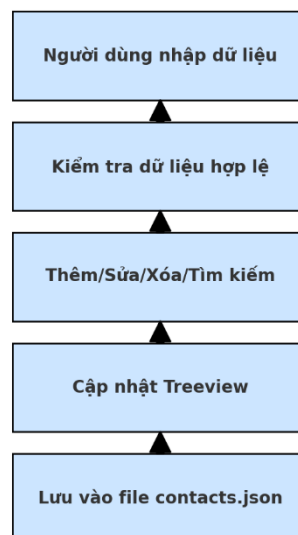 Người dùng nhập dữ liệu
Kiểm tra dữ liệu hợp lệ
Thêm/Sửa/Xóa/Tìm kiếm
Cập nhật Treeview
Lưu vào file contacts.json